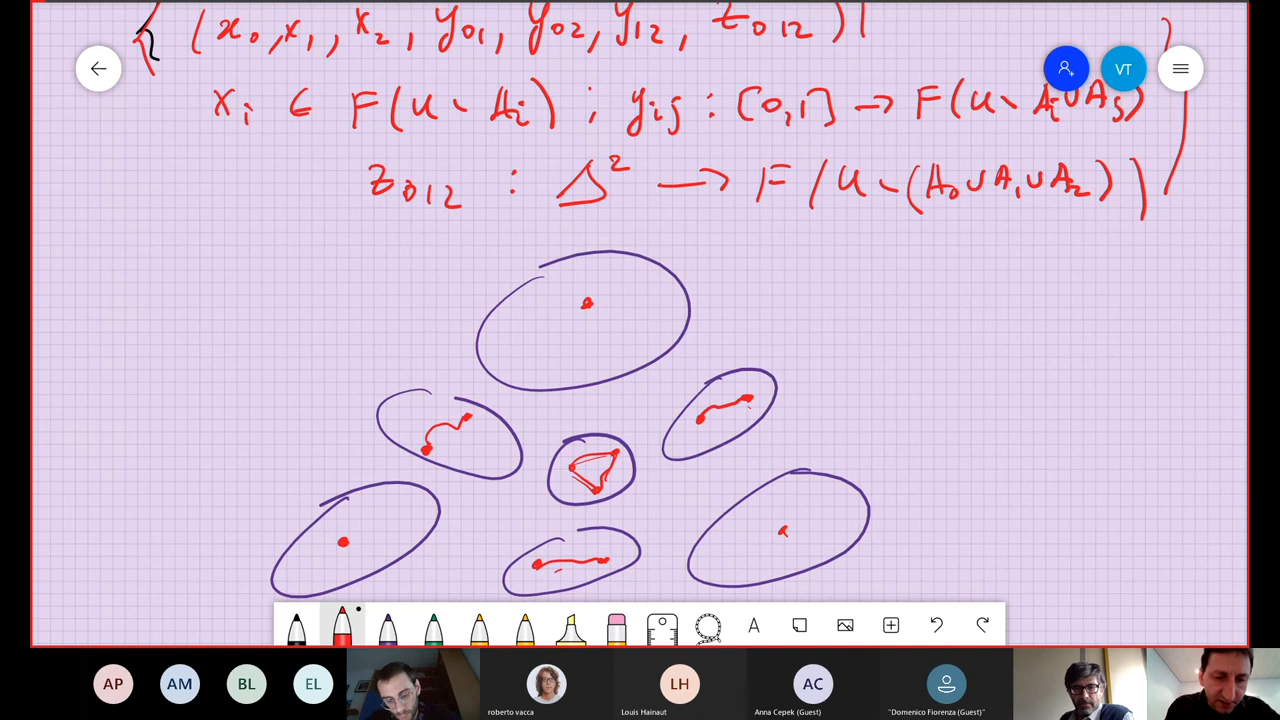 { (x₀, x₁, x₂, y₀₁, y₀₂, y₁₂, z₀₁₂) |
xᵢ ∈ F(U ∖ Aᵢ) ; yᵢⱼ : [0,1] → F(U ∖ Aᵢ ∪ Aⱼ)
z₀₁₂ : Δ² → F(U ∖ (A₀ ∪ A₁ ∪ A₂)) }
VT
A
AP
AM
BL
EL
roberto vacca
LH
Louis Hainaut
AC
Anna Cepek (Guest)
"Domenico Fiorenza (Guest)"